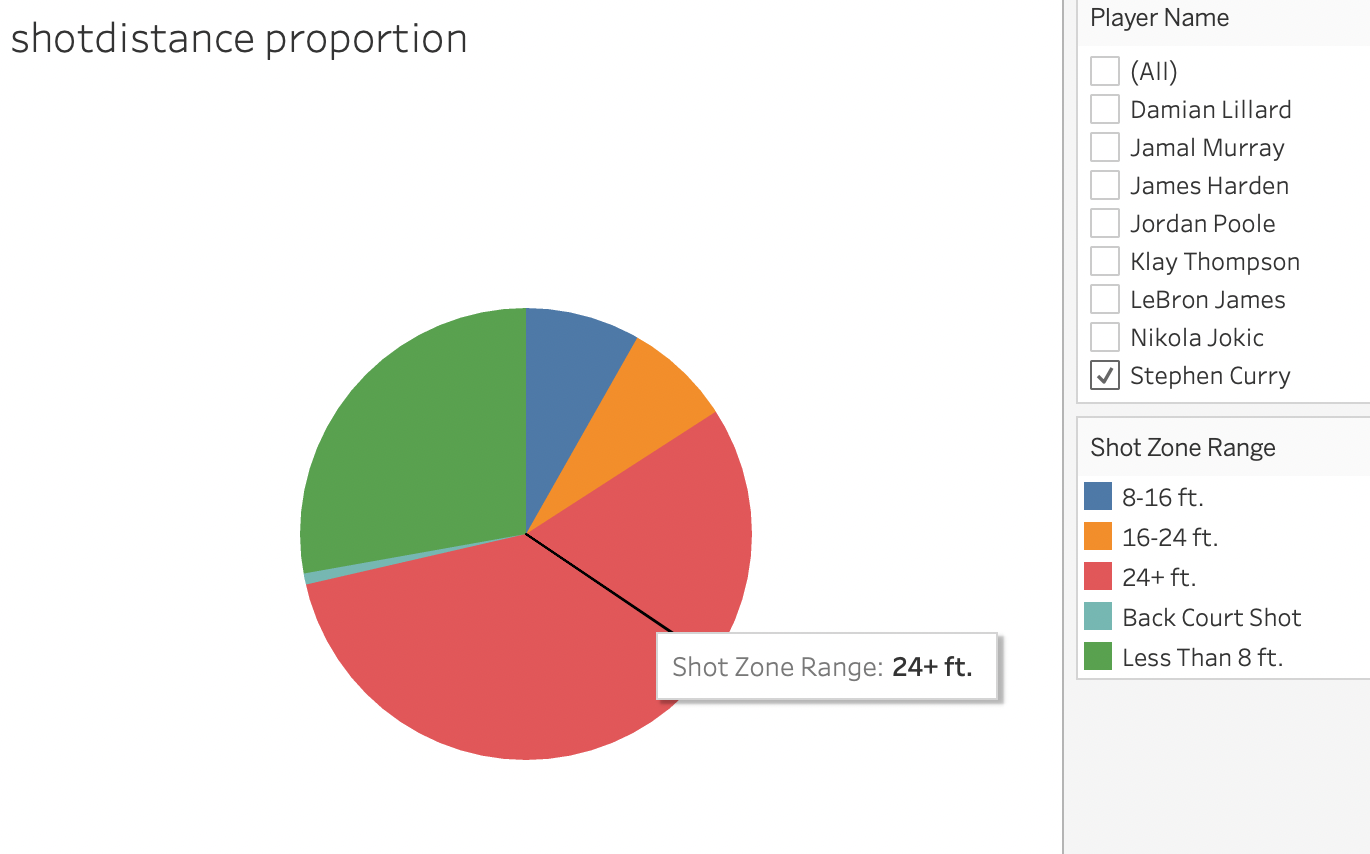 shotdistance proportion
Player Name
(All)
Damian Lillard
Jamal Murray
James Harden
Jordan Poole
Klay Thompson
LeBron James
Nikola Jokic
Stephen Curry
Shot Zone Range
8-16 ft.
16-24 ft.
24+ ft.
Back Court Shot
Less Than 8 ft.
Shot Zone Range: 24+ ft.